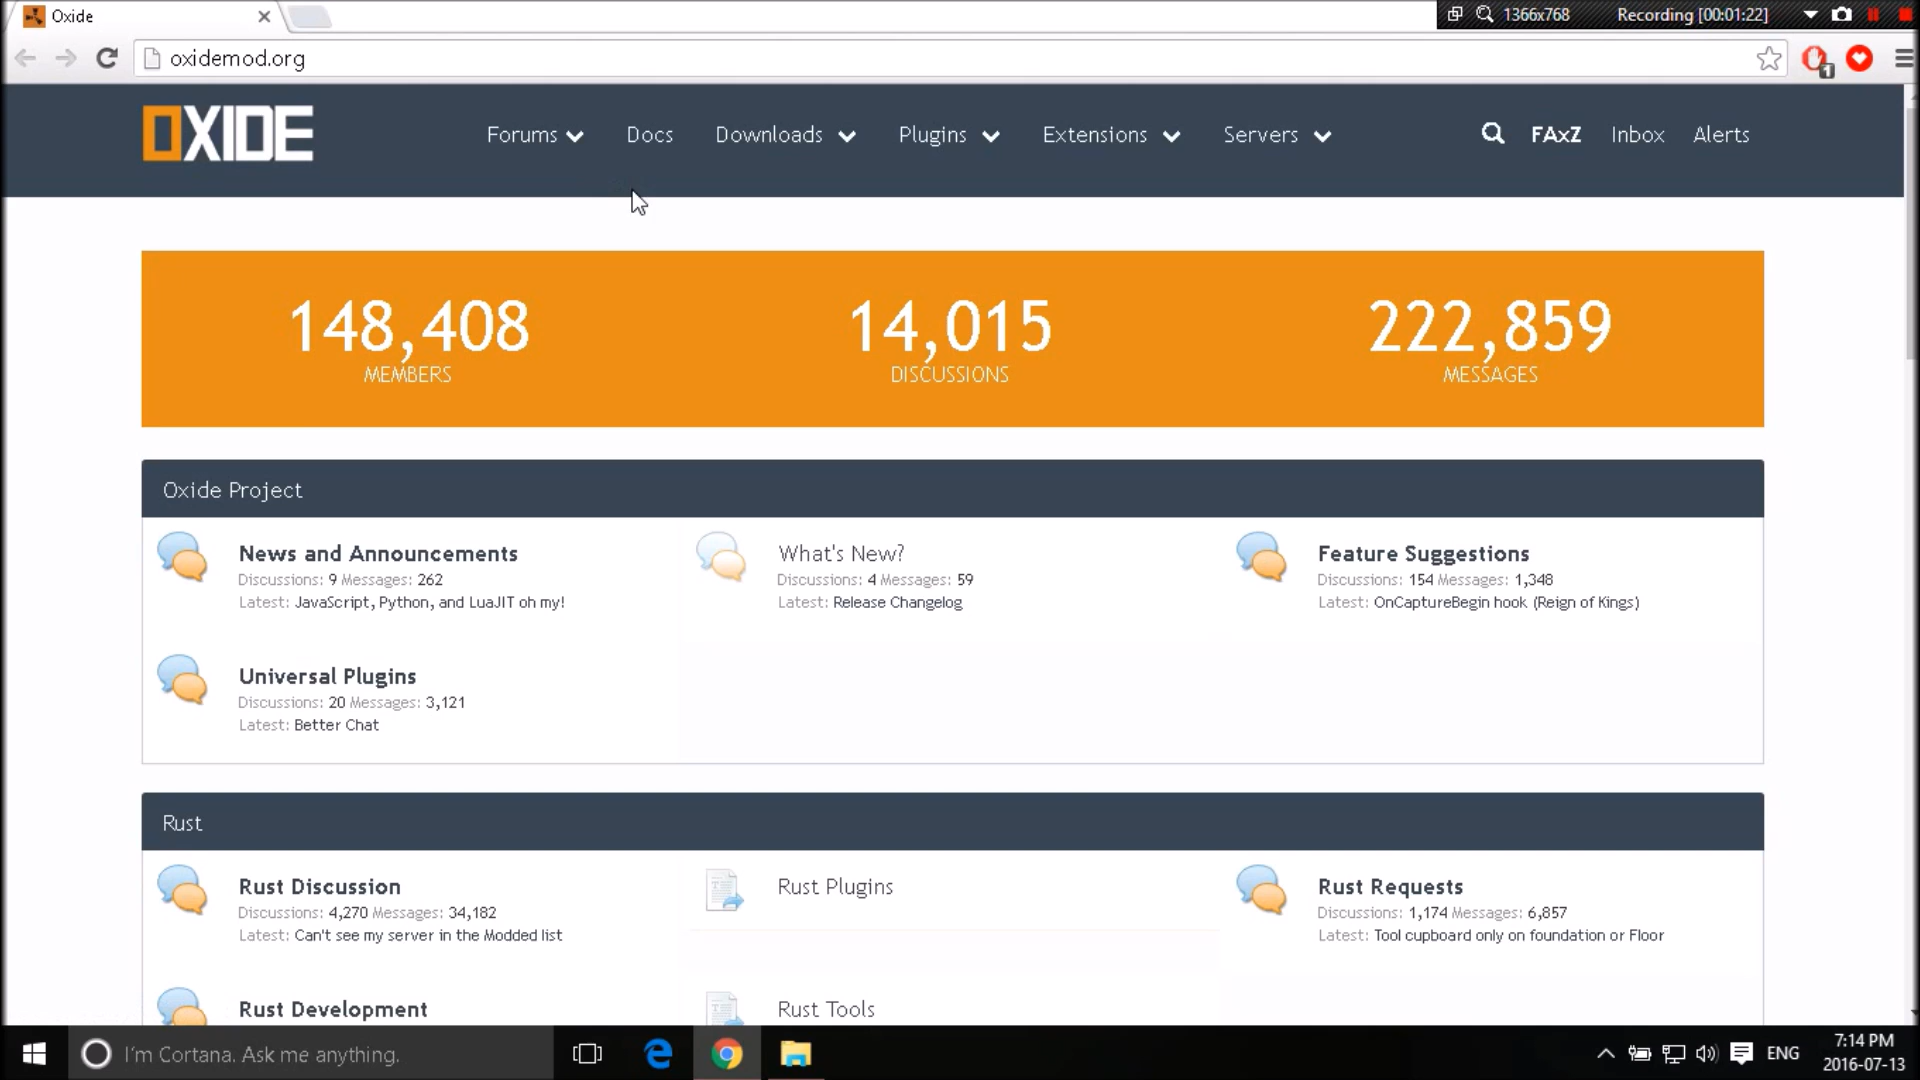 Oxide
1366x768
Recording [00:01:22]
oxidemod.org
1
OXIDE
Forums
Docs
Downloads
Plugins
Extensions
Servers
FAxZ
Inbox
Alerts
148,408
MEMBERS
14,015
DISCUSSIONS
222,859
MESSAGES
Oxide Project
News and Announcements
Discussions: 9 Messages: 262
Latest: JavaScript, Python, and LuaJIT oh my!
What's New?
Discussions: 4 Messages: 59
Latest: Release Changelog
Feature Suggestions
Discussions: 154 Messages: 1,348
Latest: OnCaptureBegin hook (Reign of Kings)
Universal Plugins
Discussions: 20 Messages: 3,121
Latest: Better Chat
Rust
Rust Discussion
Discussions: 4,270 Messages: 34,182
Latest: Can't see my server in the Modded list
Rust Plugins
Rust Requests
Discussions: 1,174 Messages: 6,857
Latest: Tool cupboard only on foundation or Floor
Rust Development
Rust Tools
I'm Cortana. Ask me anything.
ENG
7:14 PM
2016-07-13